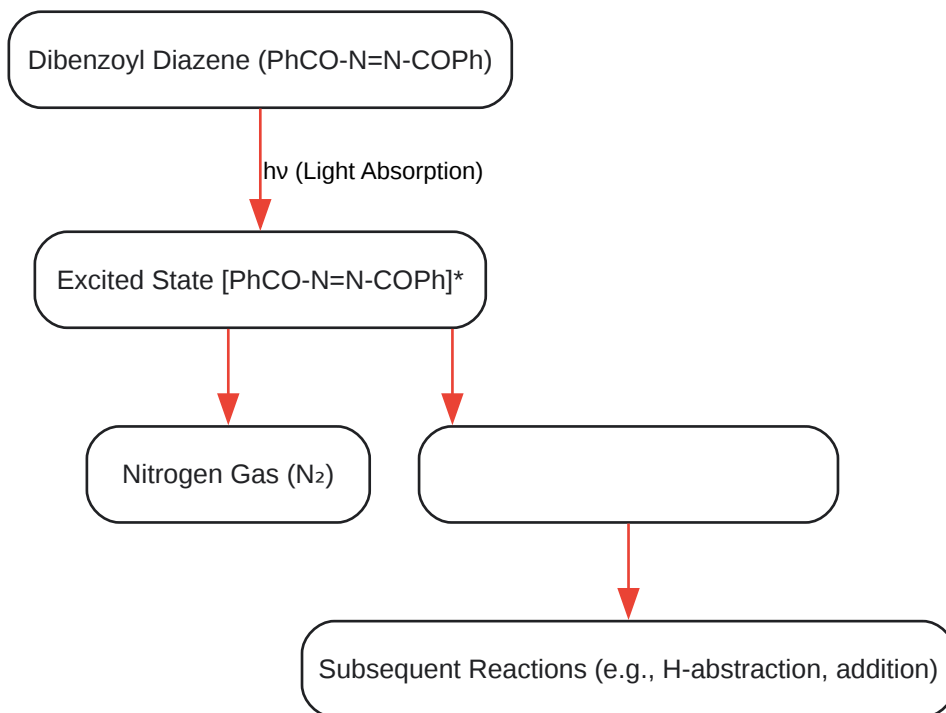 Dibenzoyl Diazene (PhCO-N=N-COPh)
hν (Light Absorption)
Excited State [PhCO-N=N-COPh]*
Nitrogen Gas (N₂)
Subsequent Reactions (e.g., H-abstraction, addition)